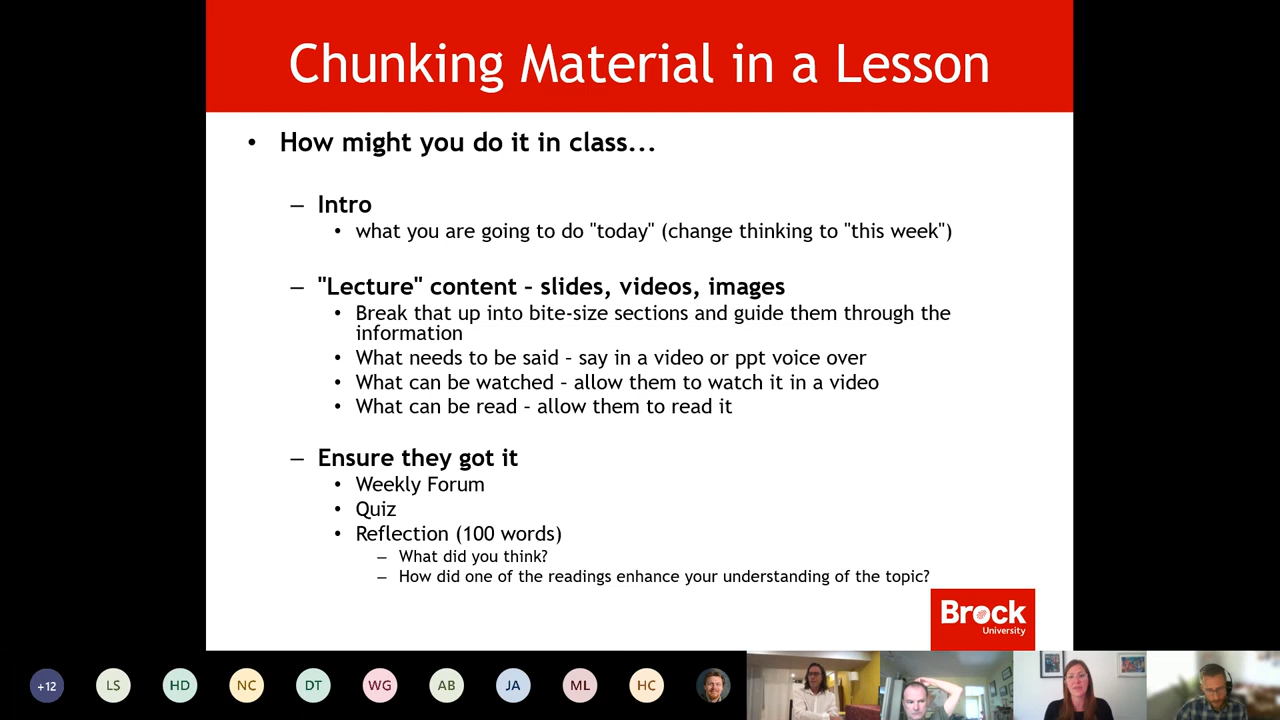 Chunking Material in a Lesson
• How might you do it in class...
– Intro
• what you are going to do "today" (change thinking to "this week")
– "Lecture" content – slides, videos, images
• Break that up into bite-size sections and guide them through the
information
• What needs to be said – say in a video or ppt voice over
• What can be watched – allow them to watch it in a video
• What can be read – allow them to read it
– Ensure they got it
• Weekly Forum
• Quiz
• Reflection (100 words)
– What did you think?
– How did one of the readings enhance your understanding of the topic?
Brock
University
+12 LS HD NC DT WG AB JA ML HC